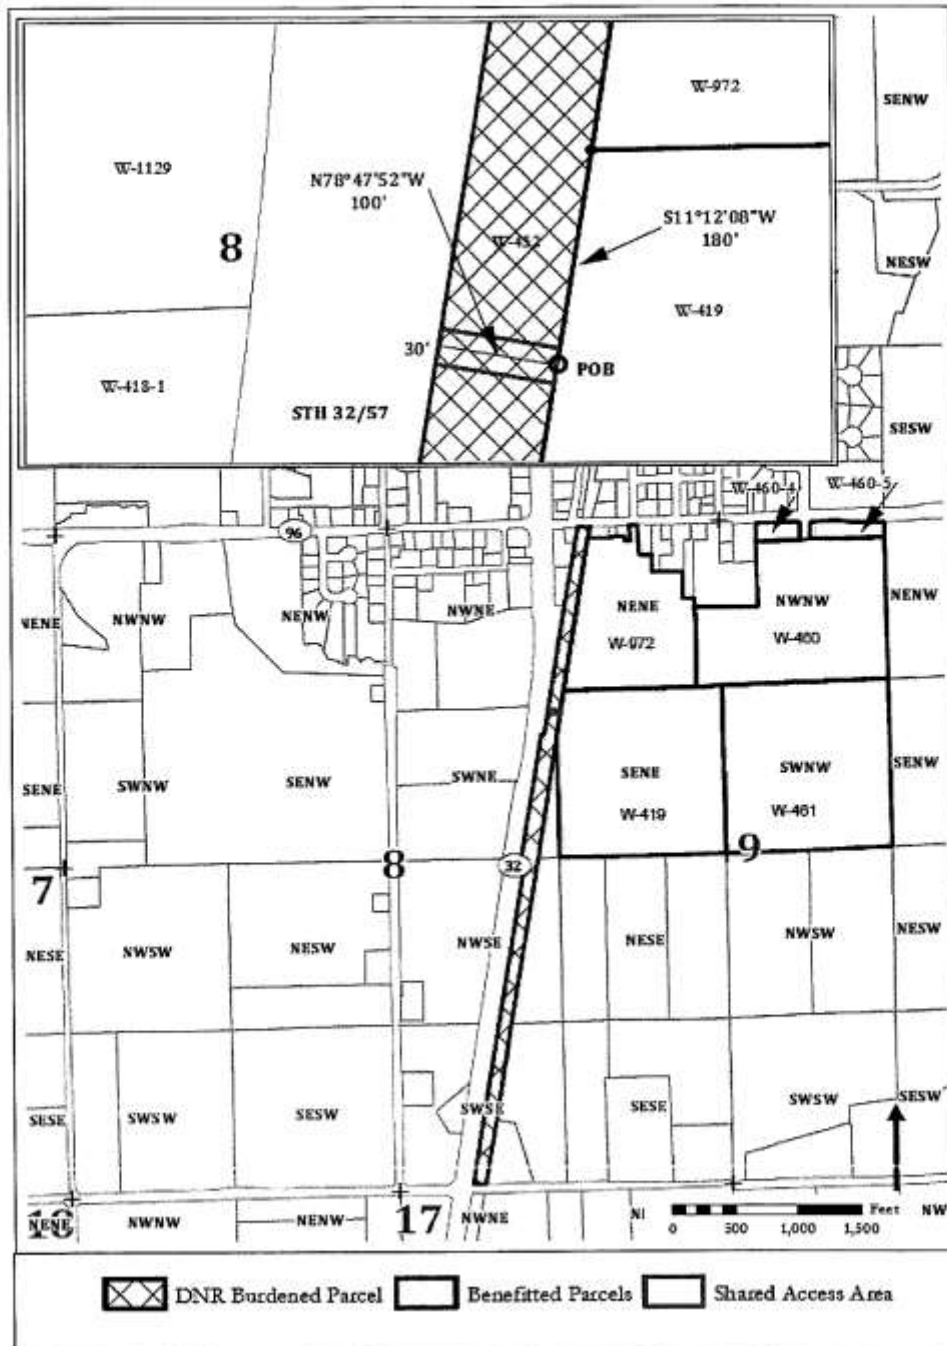 W-972
SENW
W-1129
N78°47'52"W
100'
S11°12'08"W
180'
8
W-452
NESW
W-419
30'
POB
W-418-1
STH 32/57
SESW
W-460-4
W-460-5
96
NENE
NWNW
NENW
NWNE
NENE
NWNW
NENW
W-972
W-460
SENE
SWNW
SENW
SWNE
SENE
SWNW
SENW
W-419
W-461
7
8
32
9
NESE
NWSW
NESW
NWSE
NESE
NWSW
NESW
SESE
SWSW
SESW
SWSE
SESE
SWSW
SESW
NENE
NWNW
NENW
17
NWNE
NI
Feet
NW
0
500
1,000
1,500
DNR Burdened Parcel
Benefitted Parcels
Shared Access Area